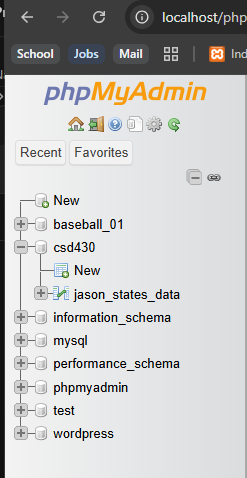 localhost/php
School Jobs Mail Ind
phpMyAdmin
Recent Favorites
New
baseball_01
csd430
New
jason_states_data
information_schema
mysql
performance_schema
phpmyadmin
test
wordpress